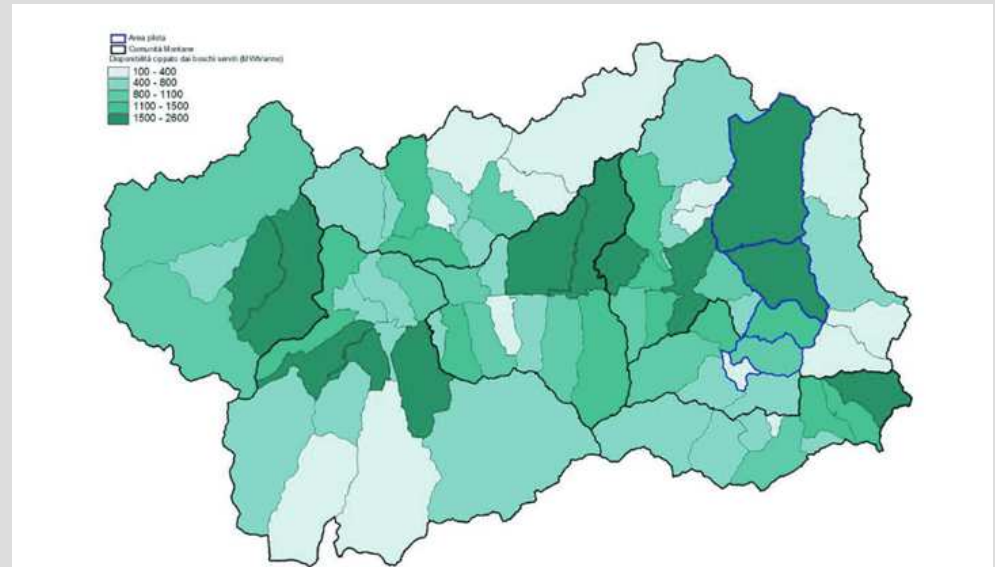 Area pilota
Comunità Montane
Disponibilità cippato dai boschi serviti (MWh/anno)
100 - 400
400 - 800
800 - 1100
1100 - 1500
1500 - 2600